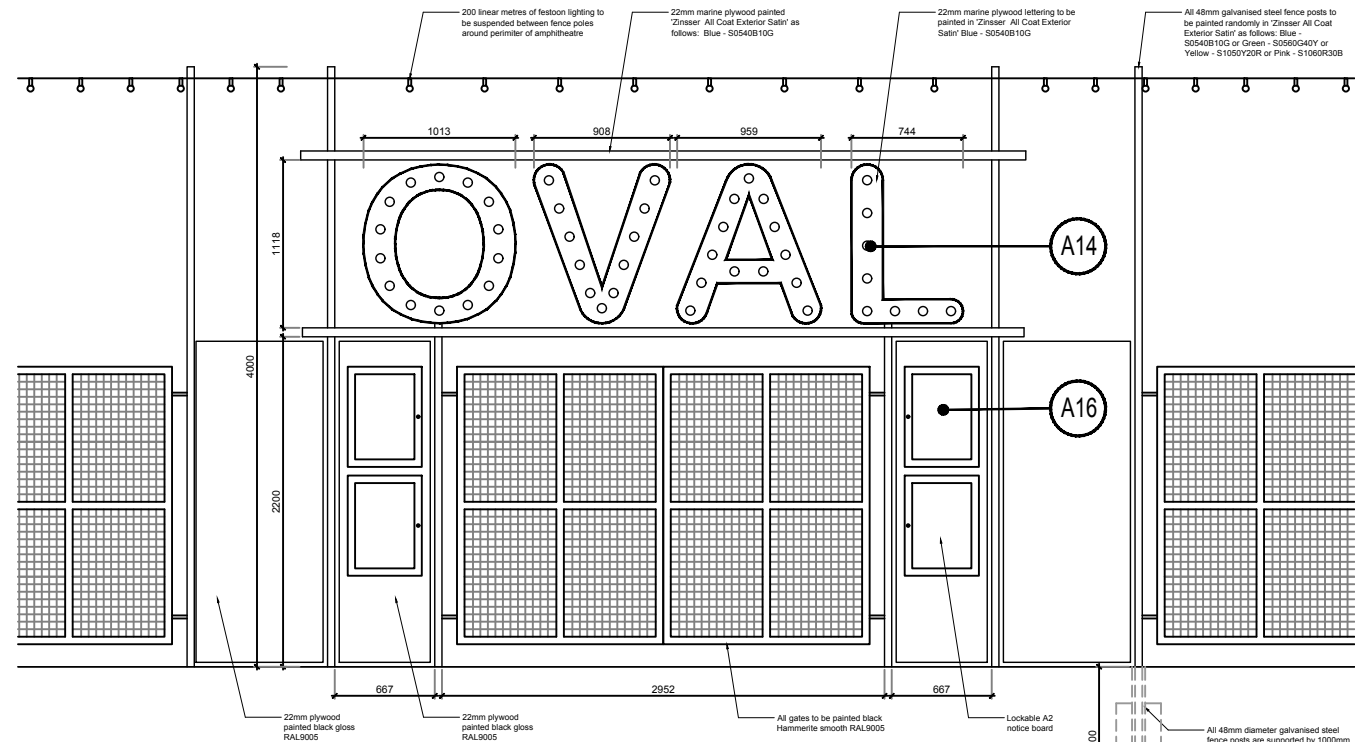 200 linear metres of festoon lighting to
be suspended between fence poles
around perimiter of amphitheatre
22mm marine plywood painted
'Zinsser All Coat Exterior Satin' as
follows: Blue - S0540B10G
22mm marine plywood lettering to be
painted in 'Zinsser All Coat Exterior
Satin' Blue - S0540B10G
All 48mm galvanised steel fence posts to
be painted randomly in 'Zinsser All Coat
Exterior Satin' as follows: Blue -
S0540B10G or Green - S0560G40Y or
Yellow - S1050Y20R or Pink - S1060R30B
1013
908
959
744
OVAL
1118
A14
4000
2200
A16
667
2952
667
22mm plywood
painted black gloss
RAL9005
22mm plywood
painted black gloss
RAL9005
All gates to be painted black
Hammerite smooth RAL9005
Lockable A2
notice board
All 48mm diameter galvanised steel
fence posts are supported by 1000mm